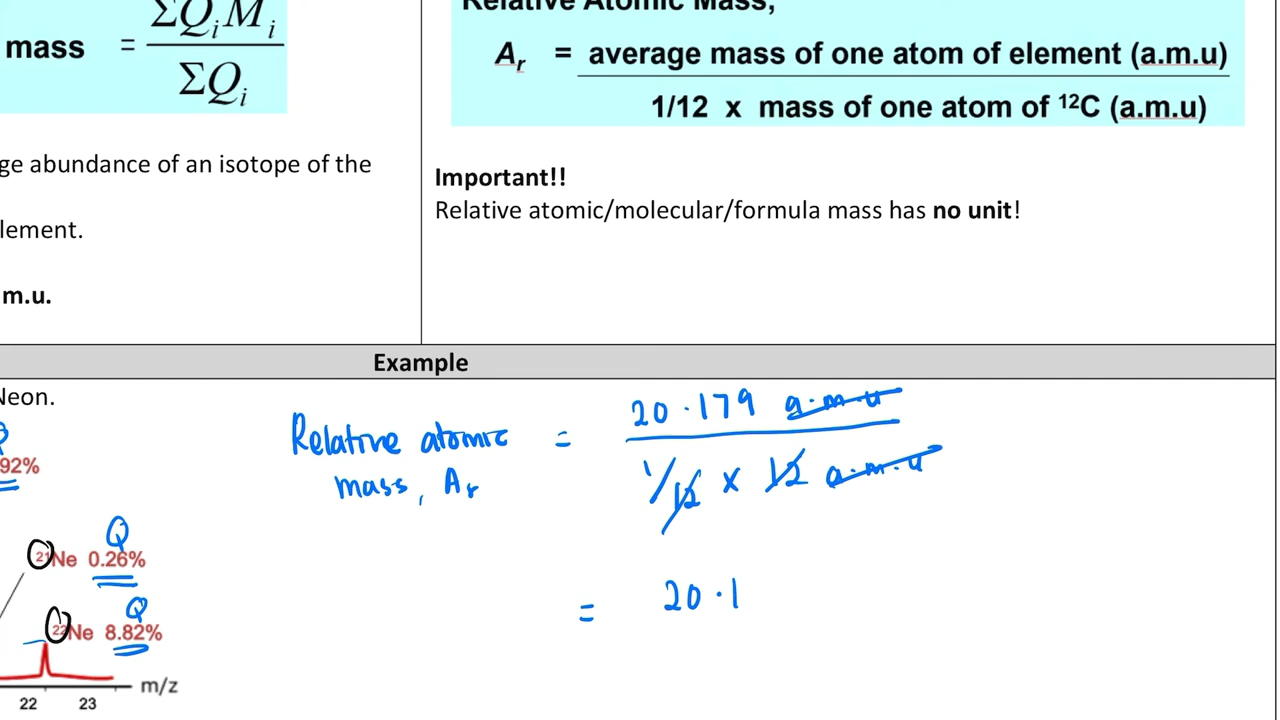 Relative Atomic Mass,
mass = ΣQᵢMᵢ
ΣQᵢ
Aᵣ = average mass of one atom of element (a.m.u)
1/12 x mass of one atom of ¹²C (a.m.u)
ge abundance of an isotope of the
lement.
m.u.
Important!!
Relative atomic/molecular/formula mass has no unit!
Example
Neon.
92%
Q
²¹Ne 0.26%
Q
²²Ne 8.82%
m/z
22 23
Relative atomic = 20.179 a.m.u
mass, Aᵣ 1/12 x 12 a.m.u
= 20.1